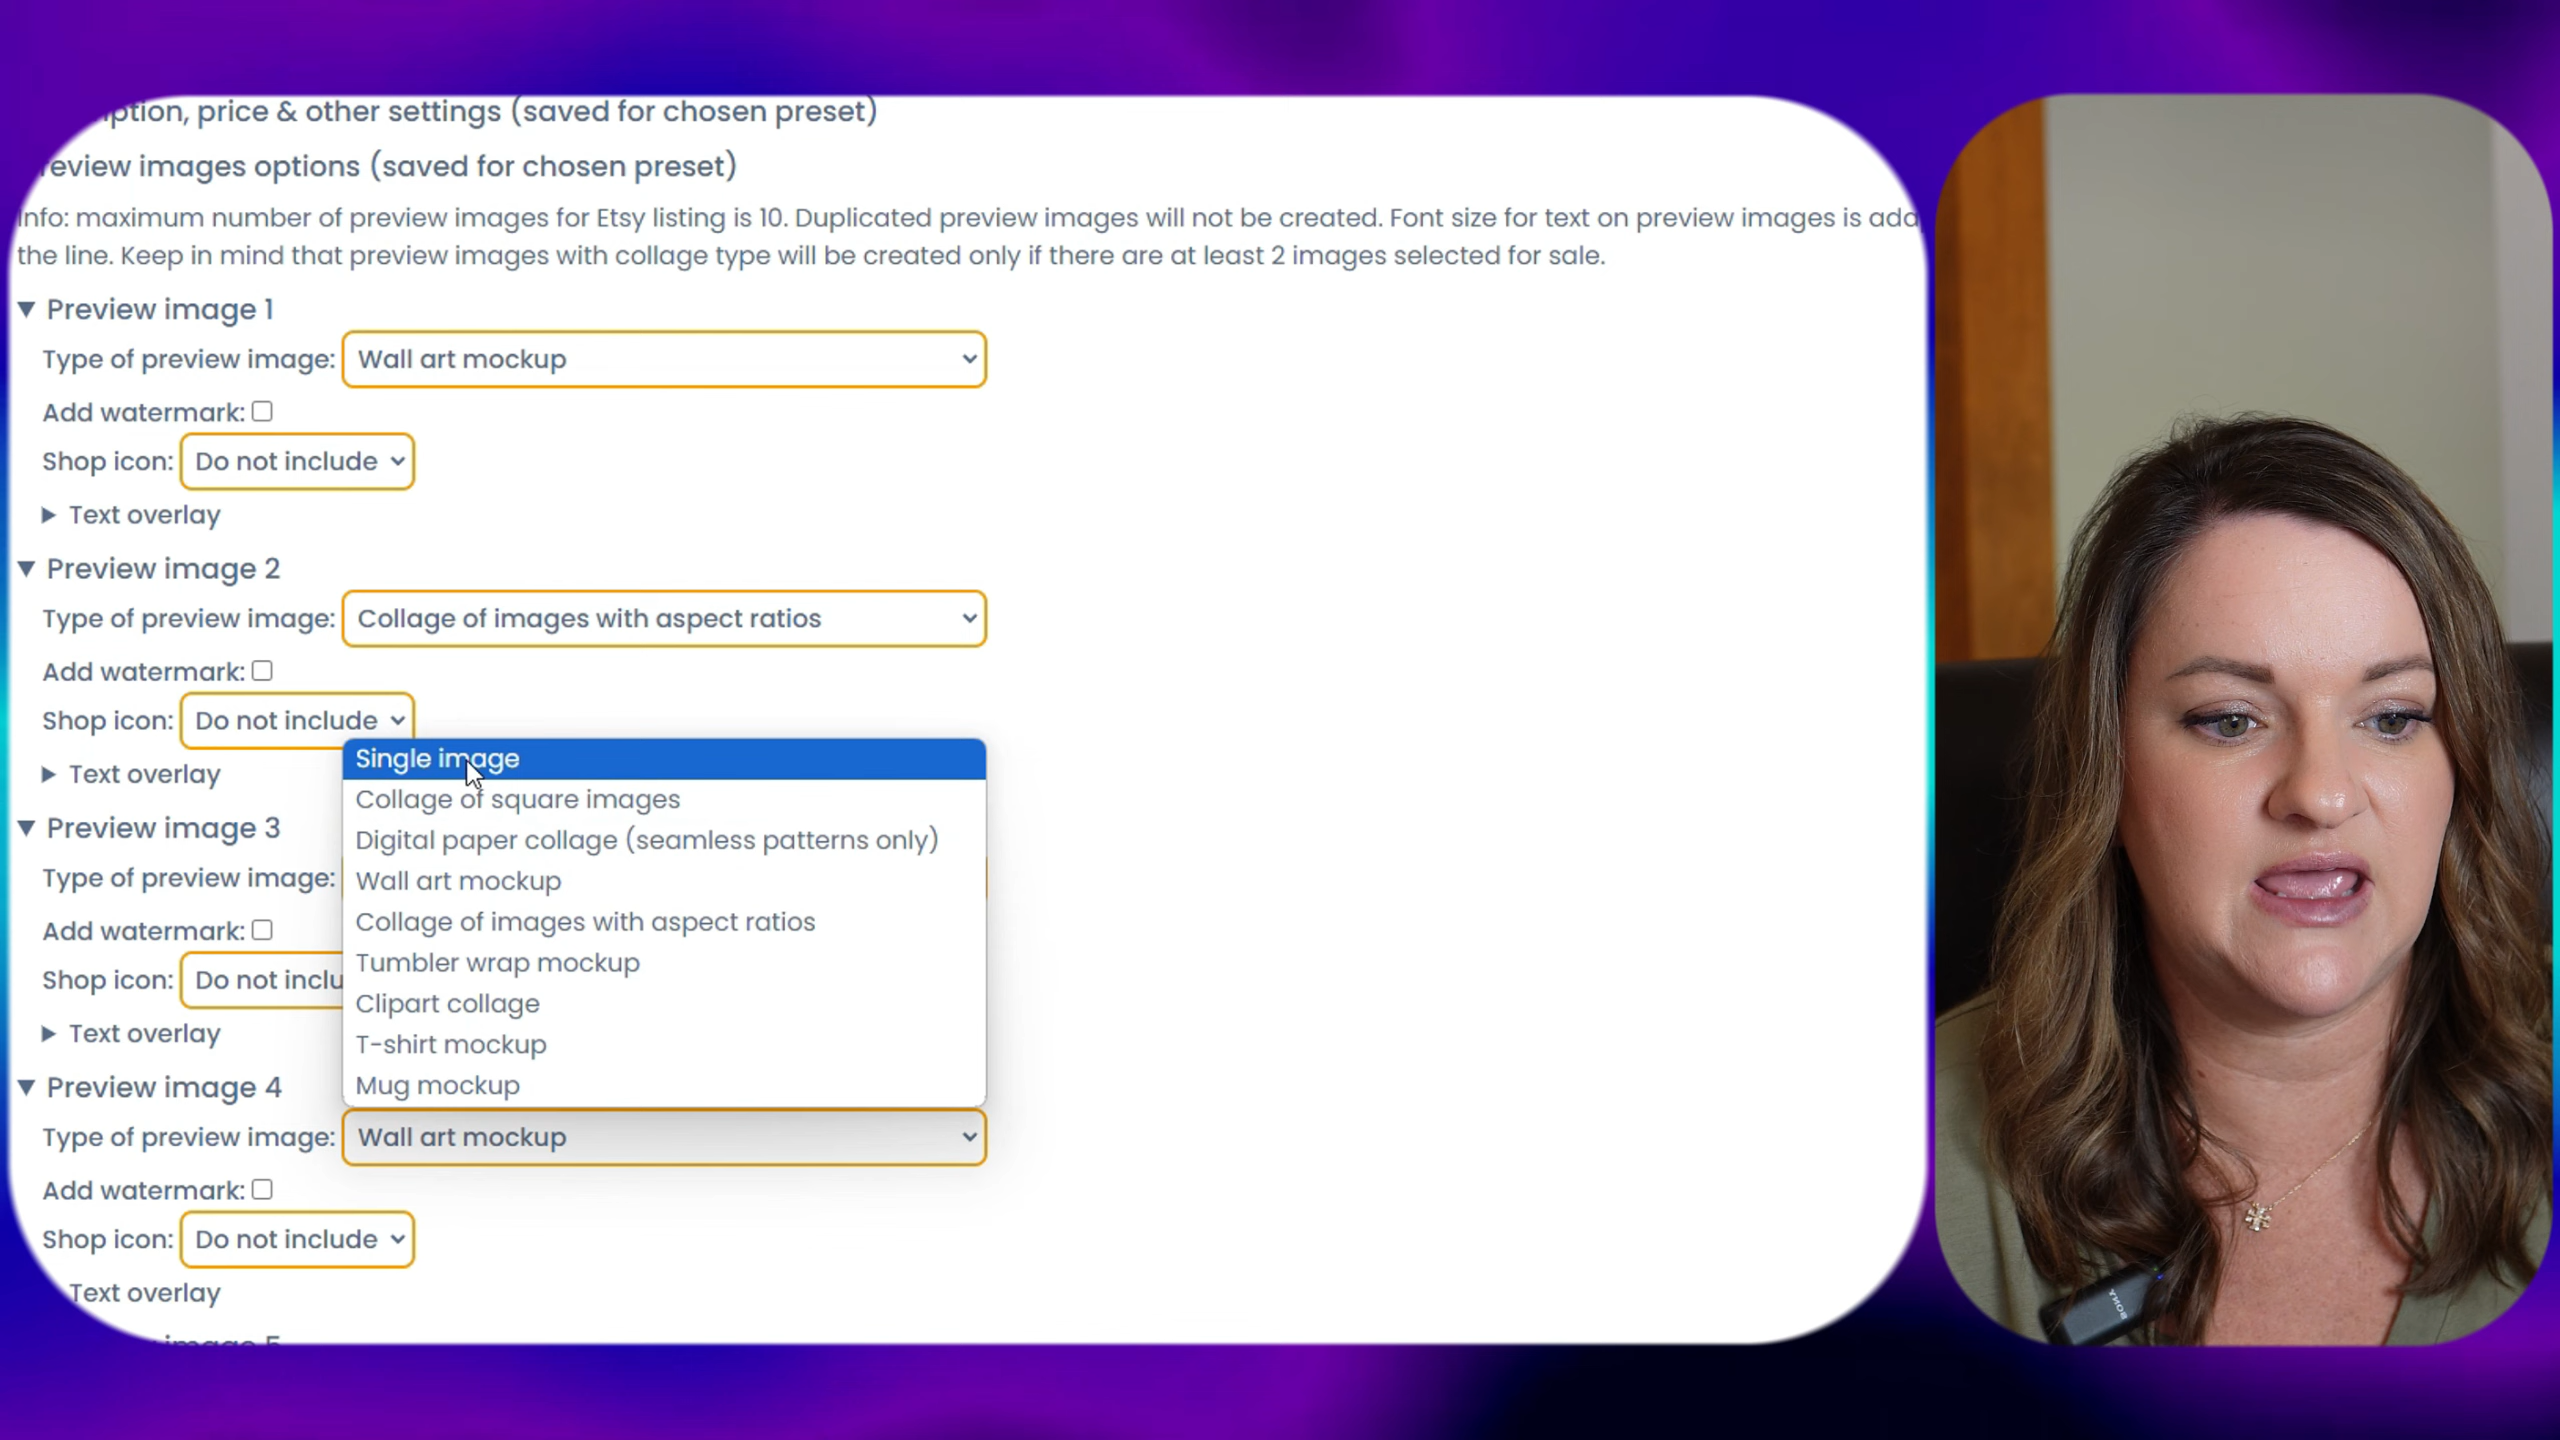 ption, price & other settings (saved for chosen preset)
eview images options (saved for chosen preset)
Info: maximum number of preview images for Etsy listing is 10. Duplicated preview images will not be created. Font size for text on preview images is ada
the line. Keep in mind that preview images with collage type will be created only if there are at least 2 images selected for sale.
▼ Preview image 1
Type of preview image: Wall art mockup
Add watermark:
Shop icon: Do not include
▶ Text overlay
▼ Preview image 2
Type of preview image: Collage of images with aspect ratios
Add watermark:
Shop icon: Do not include
▶ Text overlay
Single image
Collage of square images
Digital paper collage (seamless patterns only)
Wall art mockup
Collage of images with aspect ratios
Tumbler wrap mockup
Clipart collage
T-shirt mockup
Mug mockup
▼ Preview image 3
Type of preview image:
Add watermark:
Shop icon: Do not inclu
▶ Text overlay
▼ Preview image 4
Type of preview image: Wall art mockup
Add watermark:
Shop icon: Do not include
Text overlay
SONY